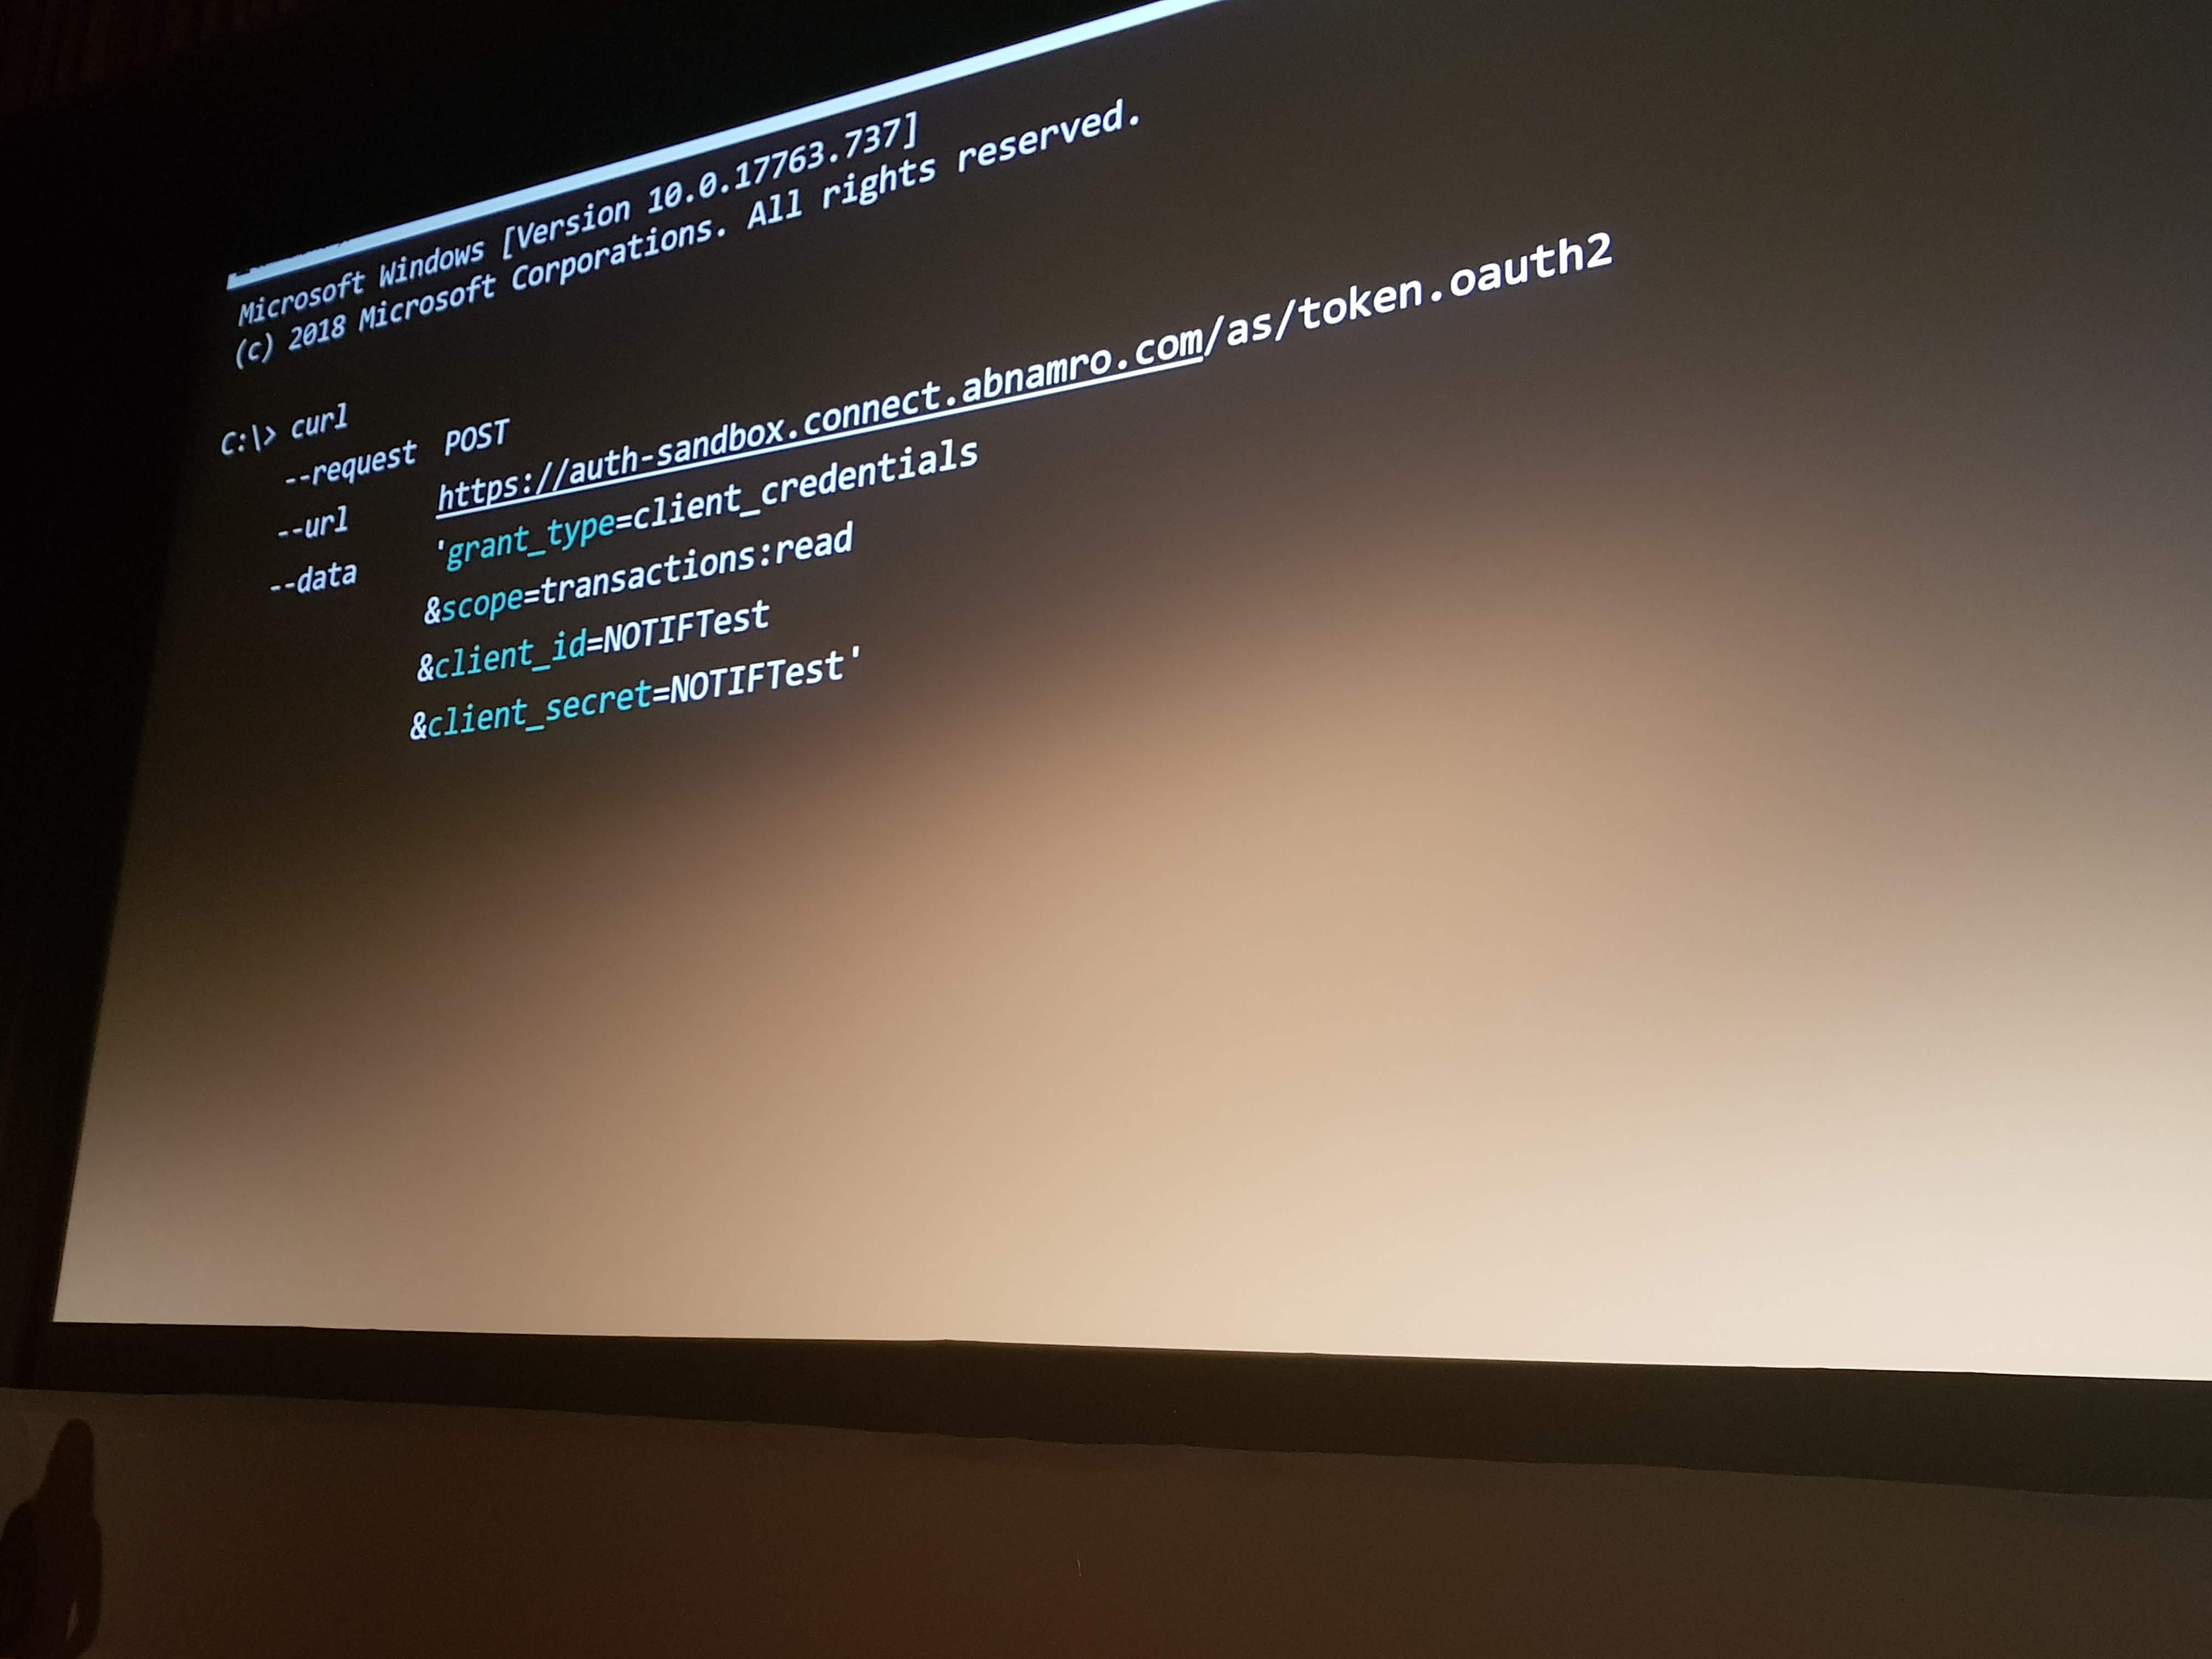 Microsoft Windows [Version 10.0.17763.737]
(c) 2018 Microsoft Corporations. All rights reserved.
C:\> curl
--request POST
--url https://auth-sandbox.connect.abnamro.com/as/token.oauth2
--data 'grant_type=client_credentials
&scope=transactions:read
&client_id=NOTIFTest
&client_secret=NOTIFTest'